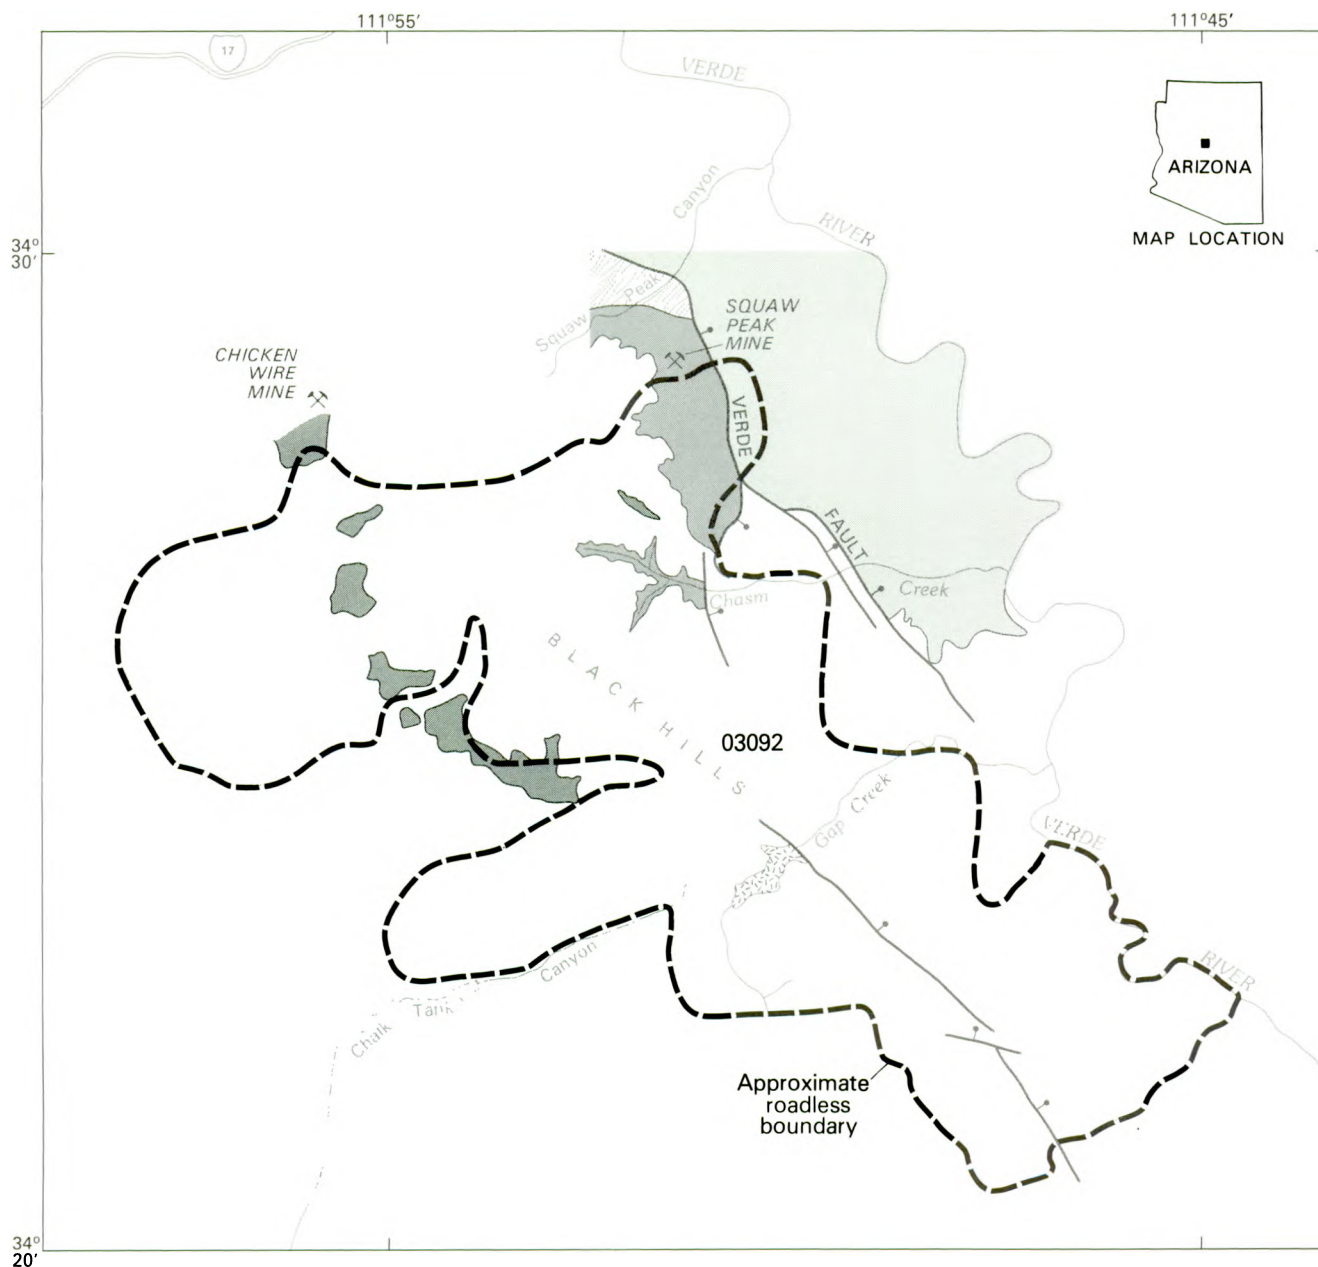 111°55′
111°45′
17
VERDE
ARIZONA
MAP LOCATION
Canyon
RIVER
34°
30′
Peak
Squaw
SQUAW
PEAK
MINE
CHICKEN
WIRE
MINE
VERDE
FAULT
Chasm
Creek
BLACK HILLS
03092
Gap Creek
VERDE
RIVER
Canyon
Tank
Chalk
Approximate
roadless
boundary
34°
20′